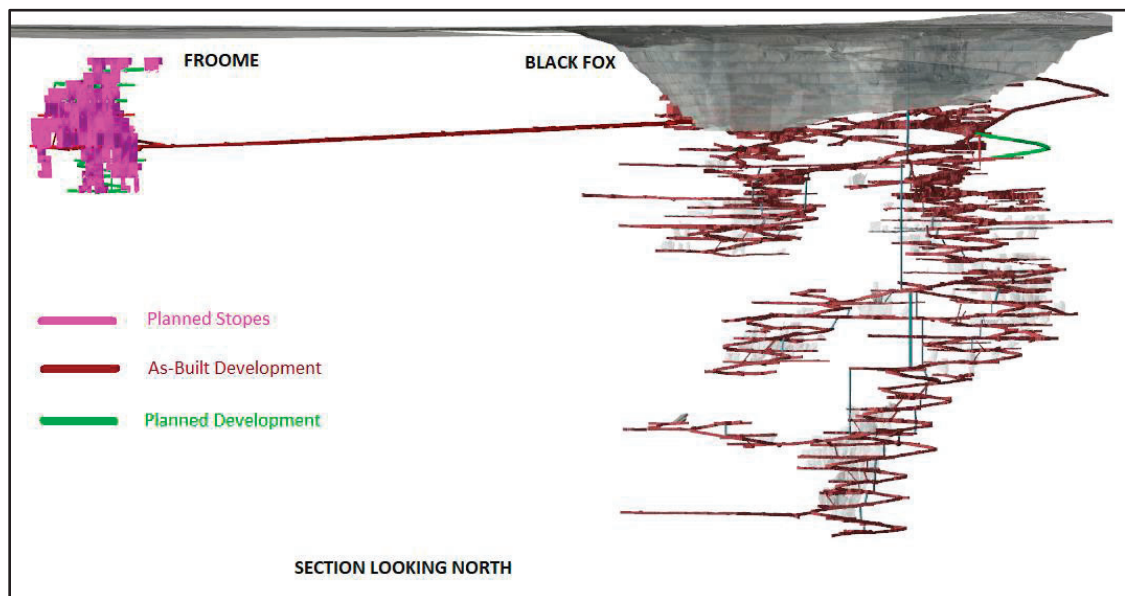 FROOME
BLACK FOX
Planned Stopes
As-Built Development
Planned Development
SECTION LOOKING NORTH